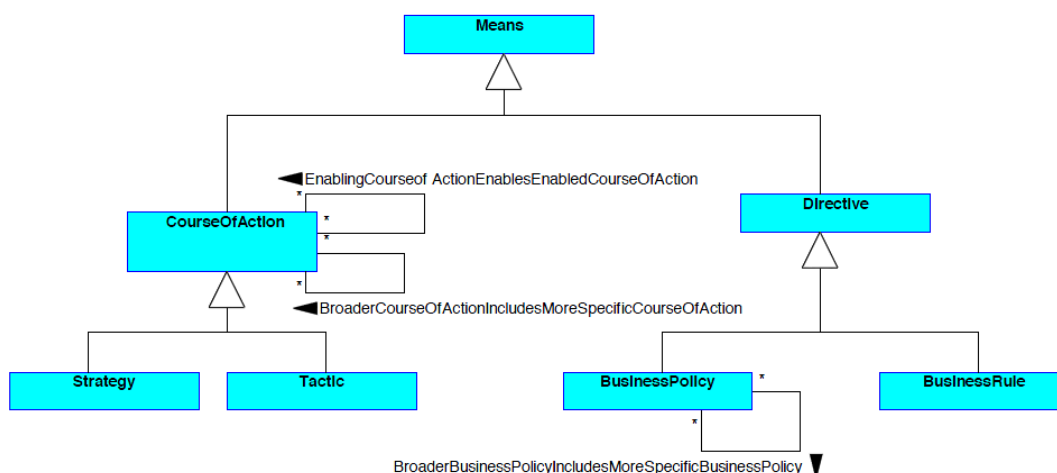 Means
EnablingCourseof ActionEnablesEnabledCourseOfAction
*
CourseOfAction
*
*
*
BroaderCourseOfActionIncludesMoreSpecificCourseOfAction
Directive
Strategy
Tactic
BusinessPolicy
*
*
BusinessRule
BroaderBusinessPolicyIncludesMoreSpecificBusinessPolicy